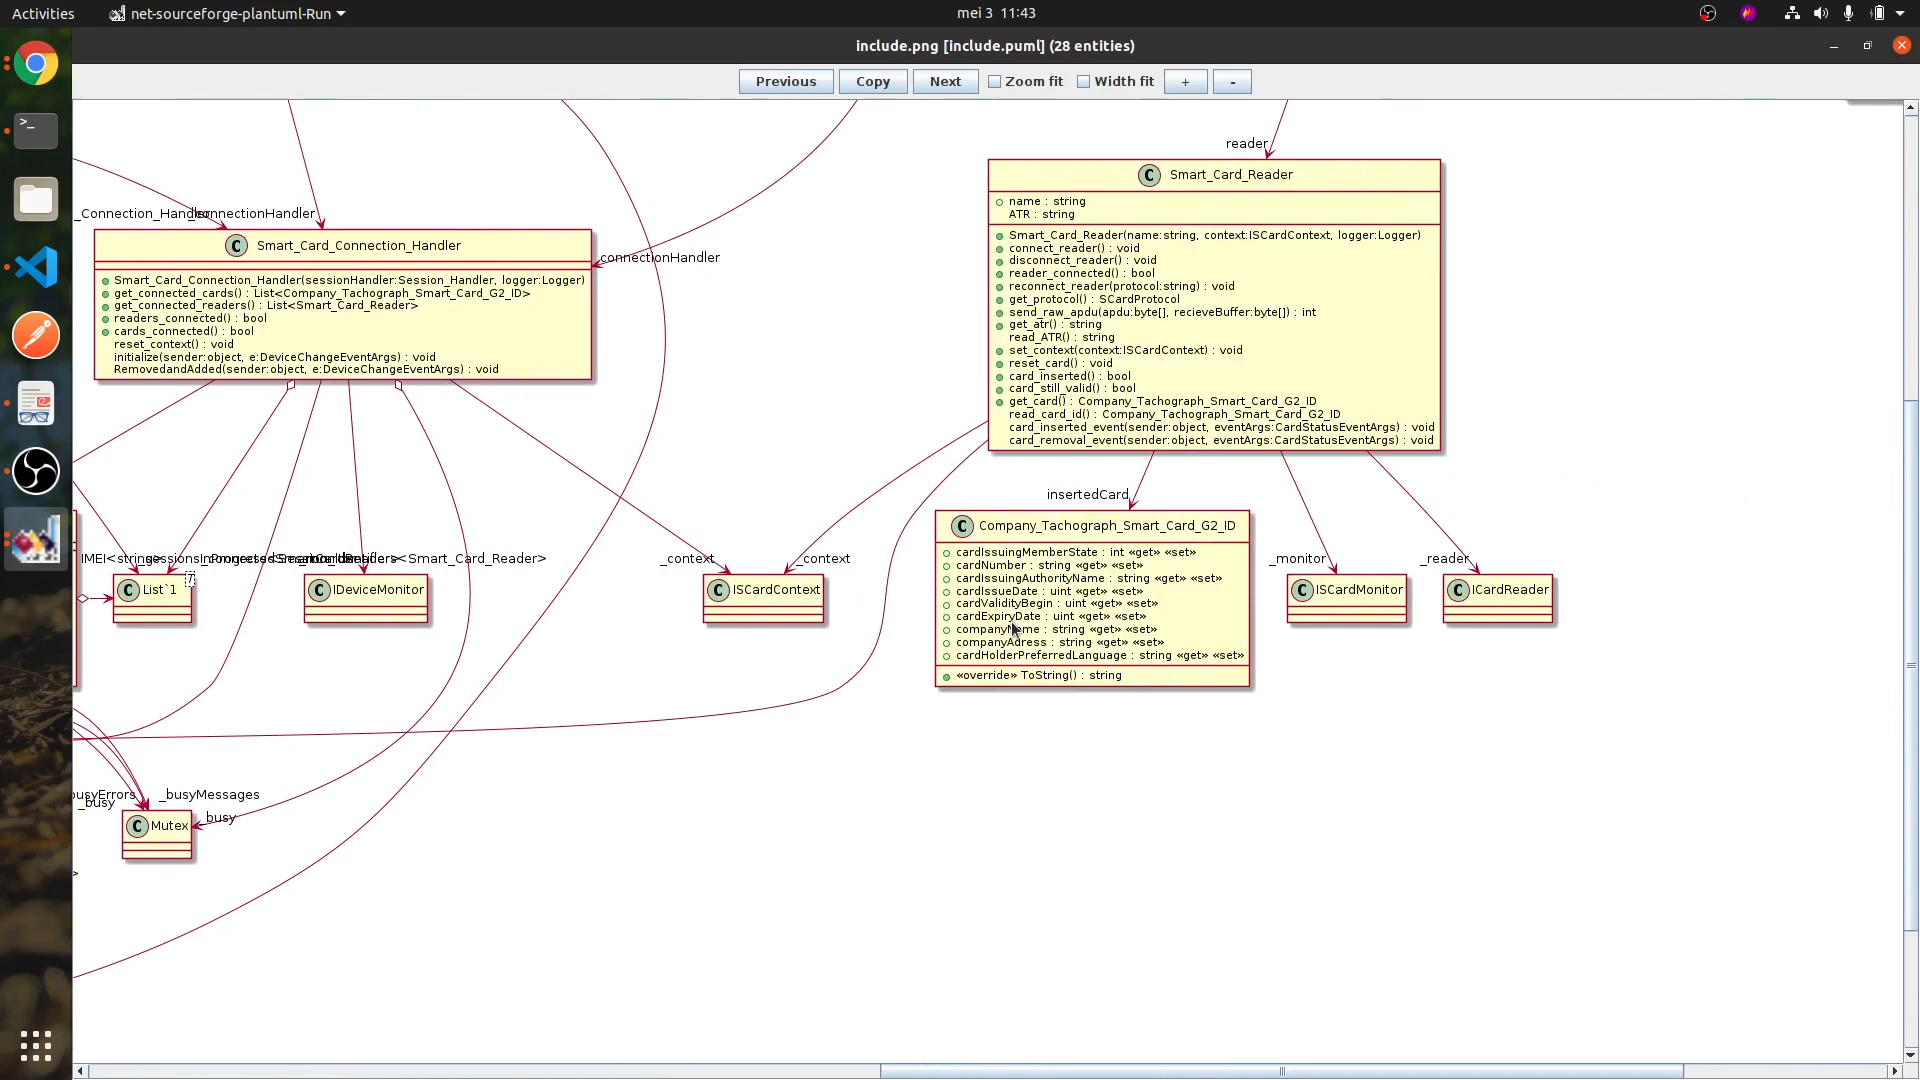 Activities
net-sourceforge-plantuml-Run
mei 3 11:43
include.png [include.puml] (28 entities)
Previous
Copy
Next
Zoom fit
Width fit
+
-
reader
Smart_Card_Reader
name : string
ATR : string
Smart_Card_Reader(name:string, context:ISCardContext, logger:Logger)
connect_reader() : void
disconnect_reader() : void
reader_connected() : bool
reconnect_reader(protocol:string) : void
get_protocol() : SCardProtocol
send_raw_apdu(apdu:byte[], recieveBuffer:byte[]) : int
get_atr() : string
read_ATR() : string
set_context(context:ISCardContext) : void
reset_card() : void
card_inserted() : bool
card_still_valid() : bool
get_card() : Company_Tachograph_Smart_Card_G2_ID
read_card_id() : Company_Tachograph_Smart_Card_G2_ID
card_inserted_event(sender:object, eventArgs:CardStatusEventArgs) : void
card_removal_event(sender:object, eventArgs:CardStatusEventArgs) : void
connectionHandler
Smart_Card_Connection_Handler
connectionHandler
Smart_Card_Connection_Handler(sessionHandler:Session_Handler, logger:Logger)
get_connected_cards() : List<Company_Tachograph_Smart_Card_G2_ID>
get_connected_readers() : List<Smart_Card_Reader>
readers_connected() : bool
cards_connected() : bool
reset_context() : void
initialize(sender:object, e:DeviceChangeEventArgs) : void
RemovedandAdded(sender:object, e:DeviceChangeEventArgs) : void
insertedCard
Company_Tachograph_Smart_Card_G2_ID
cardIssuingMemberState : int «get» «set»
cardNumber : string «get» «set»
cardIssuingAuthorityName : string «get» «set»
cardIssueDate : uint «get» «set»
cardValidityBegin : uint «get» «set»
cardExpiryDate : uint «get» «set»
companyName : string «get» «set»
companyAdress : string «get» «set»
cardHolderPreferredLanguage : string «get» «set»
«override» ToString() : string
<Smart_Card_Reader>
_context
_context
_monitor
_reader
List`1
T
IDeviceMonitor
ISCardContext
ISCardMonitor
ICardReader
busyErrors
_busy
_busyMessages
busy
Mutex
>